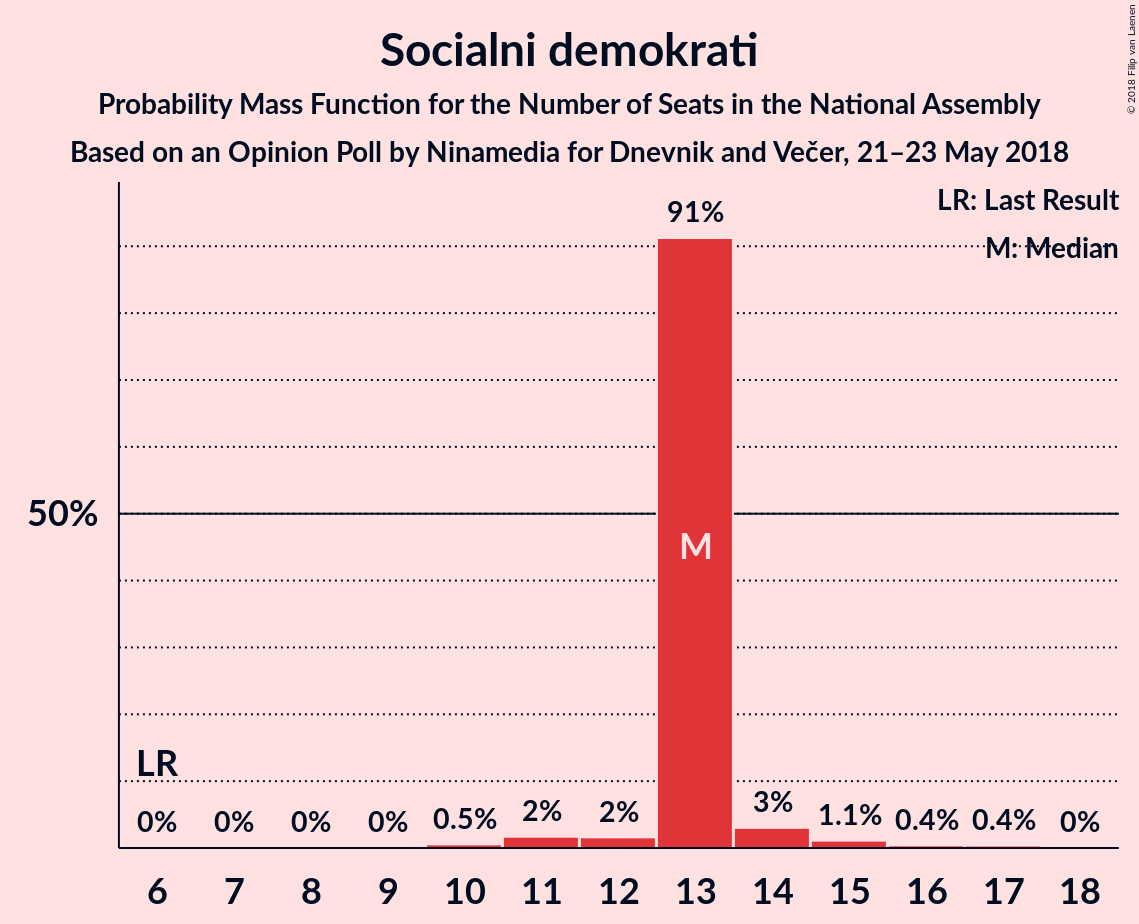 Socialni demokrati
Probability Mass Function for the Number of Seats in the National Assembly
Based on an Opinion Poll by Ninamedia for Dnevnik and Večer, 21–23 May 2018
© 2018 Filip van Laenen
LR: Last Result
M: Median
91%
50%
M
LR
0% 0% 0% 0% 0.5% 2% 2% 3% 1.1% 0.4% 0.4% 0%
6 7 8 9 10 11 12 13 14 15 16 17 18